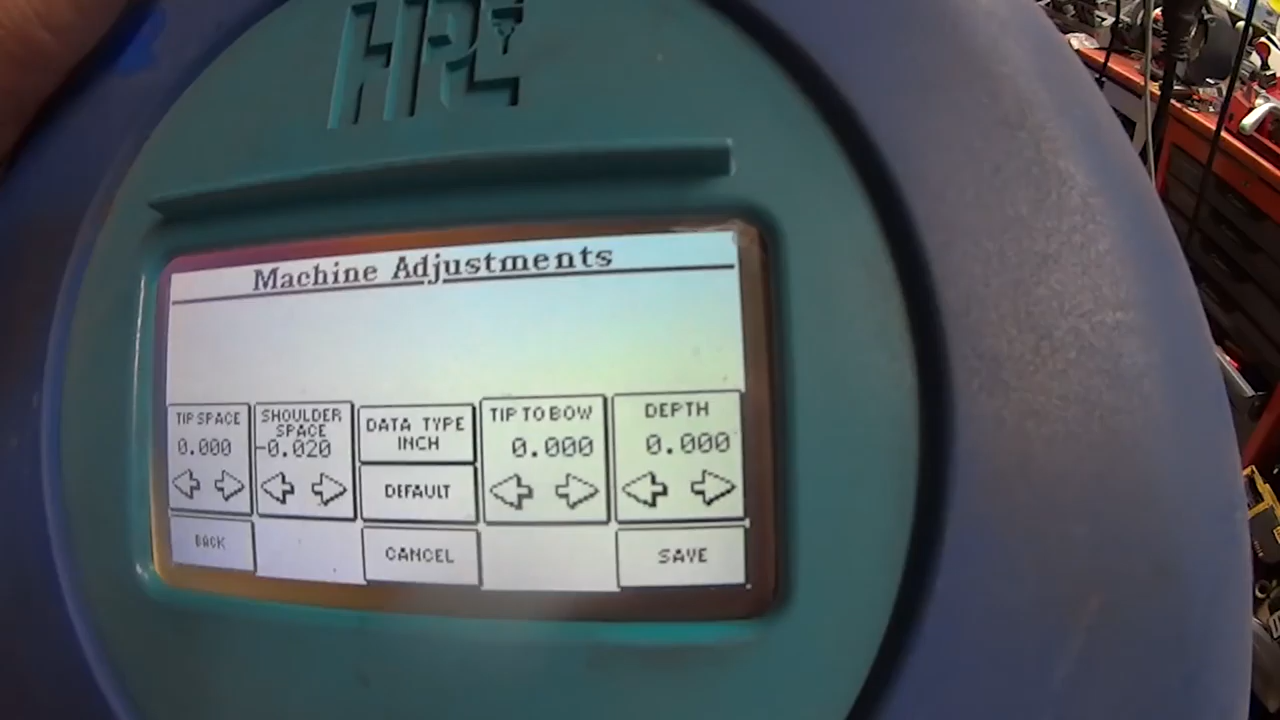 HPC
Machine Adjustments
TIP SPACE
0.000
SHOULDER
SPACE
-0.020
DATA TYPE
INCH
DEFAULT
TIP TO BOW
0.000
DEPTH
0.000
BACK
CANCEL
SAVE